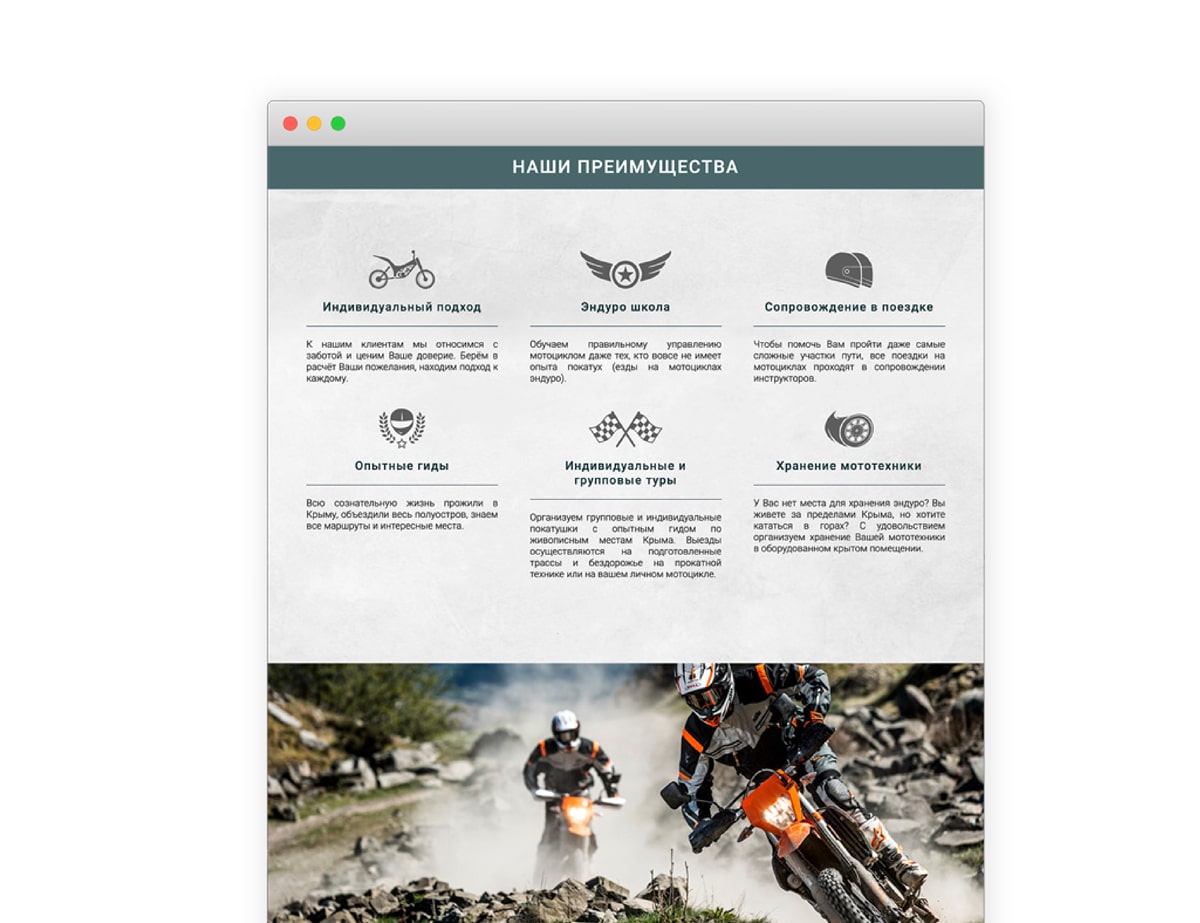 НАШИ ПРЕИМУЩЕСТВА
Индивидуальный подход
К нашим клиентам мы относимся с
заботой и ценим Ваше доверие. Берём в
расчёт Ваши пожелания, находим подход к
каждому.
Эндуро школа
Обучаем правильному управлению
мотоциклом даже тех, кто вовсе не имеет
опыта покатух (езды на мотоциклах
эндуро).
Сопровождение в поездке
Чтобы помочь Вам пройти даже самые
сложные участки пути, все поездки на
мотоциклах проходят в сопровождении
инструкторов.
Опытные гиды
Всю сознательную жизнь прожили в
Крыму, объездили весь полуостров, знаем
все маршруты и интересные места.
Индивидуальные и
групповые туры
Организуем групповые и индивидуальные
покатушки с опытным гидом по
живописным местам Крыма. Выезды
осуществляются на подготовленные
трассы и бездорожье на прокатной
технике или на вашем личном мотоцикле.
Хранение мототехники
У Вас нет места для хранения эндуро? Вы
живете за пределами Крыма, но хотите
кататься в горах? С удовольствием
организуем хранение Вашей мототехники
в оборудованном крытом помещении.